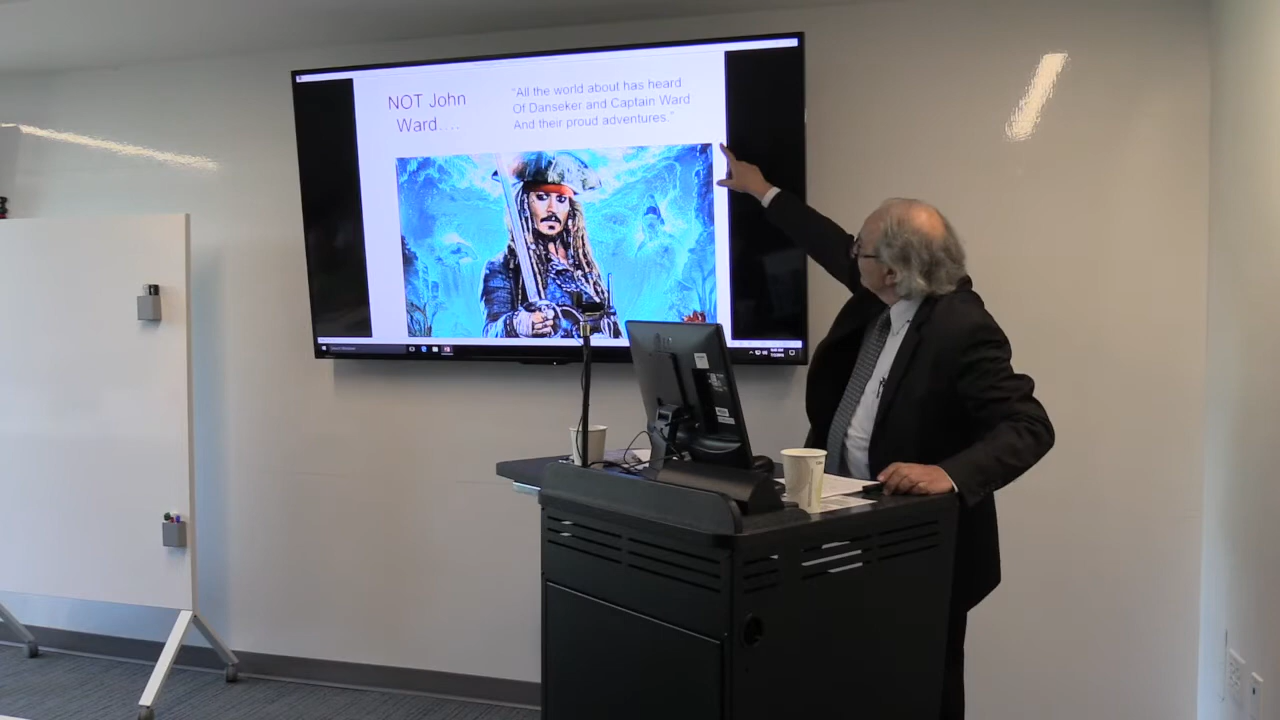 NOT John
Ward....
“All the world about has heard
Of Danseker and Captain Ward
And their proud adventures.”